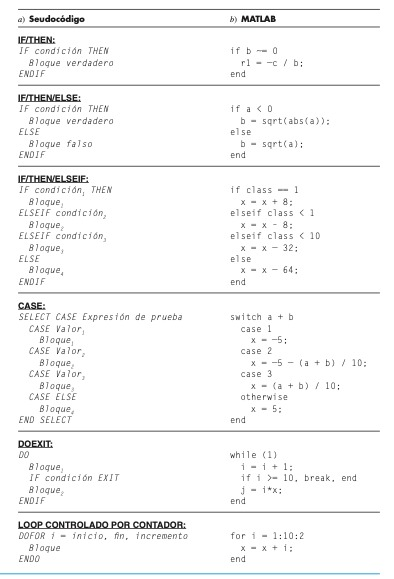 a) Seudocódigo b) MATLAB
IF/THEN:
IF condición THEN if b ~= 0
Bloque verdadero r1 = −c / b;
ENDIF end
IF/THEN/ELSE:
IF condición THEN if a < 0
Bloque verdadero b = sqrt(abs(a));
ELSE else
Bloque falso b = sqrt(a);
ENDIF end
IF/THEN/ELSEIF:
IF condición₁ THEN if class == 1
Bloque₁ x = x + 8;
ELSEIF condición₂ elseif class < 1
Bloque₂ x = x - 8;
ELSEIF condición₃ elseif class < 10
Bloque₃ x = x − 32;
ELSE else
Bloque₄ x = x − 64;
ENDIF end
CASE:
SELECT CASE Expresión de prueba switch a + b
CASE Valor₁ case 1
Bloque₁ x = −5;
CASE Valor₂ case 2
Bloque₂ x = −5 − (a + b) / 10;
CASE Valor₃ case 3
Bloque₃ x = (a + b) / 10;
CASE ELSE otherwise
Bloque₄ x = 5;
END SELECT end
DOEXIT:
DO while (1)
Bloque₁ i = i + 1;
IF condición EXIT if i >= 10, break, end
Bloque₂ j = i*x;
ENDIF end
LOOP CONTROLADO POR CONTADOR:
DOFOR i = inicio, fin, incremento for i = 1:10:2
Bloque x = x + i;
ENDO end